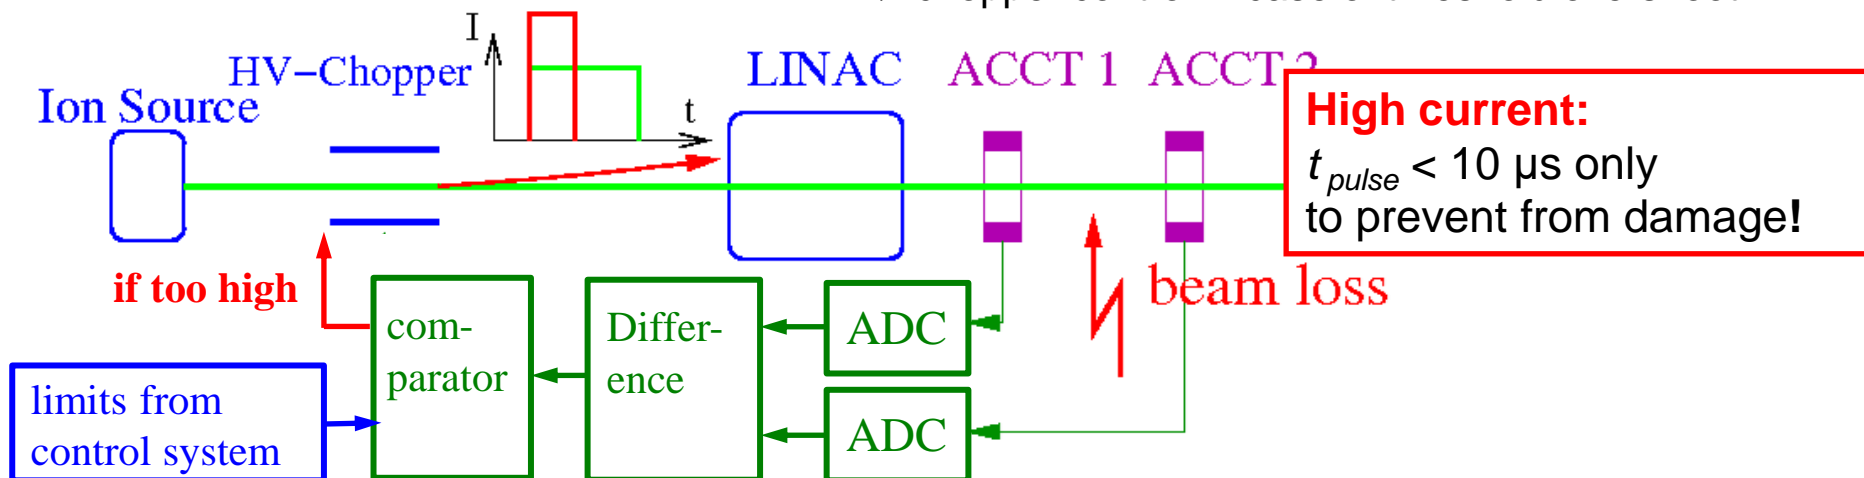 I
HV-Chopper
LINAC
ACCT 1
ACCT
Ion Source
t
High current:
t pulse < 10 µs only
to prevent from damage!
if too high
beam loss
com-
parator
Differ-
ence
ADC
ADC
limits from
control system